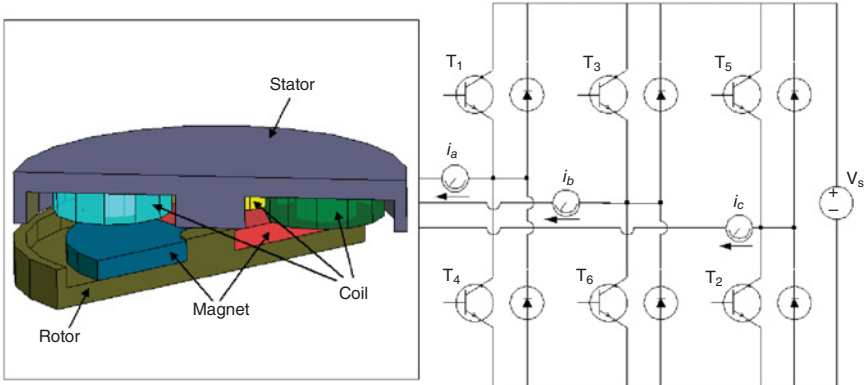 Stator
Coil
Magnet
Rotor
T1
T3
T5
ia
ib
ic
Vs
+
−
T4
T6
T2